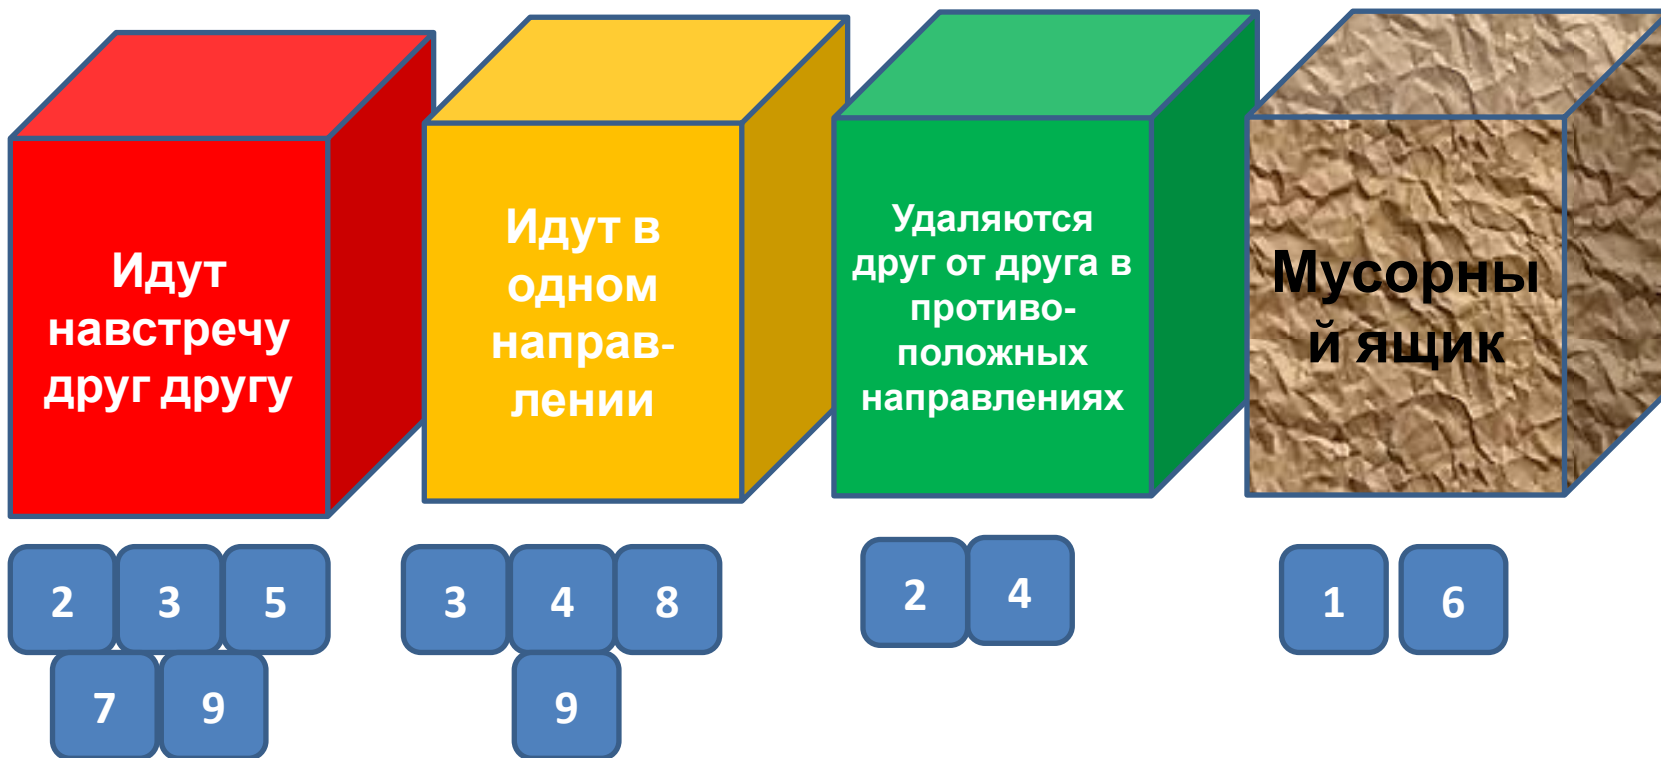 Идут
навстречу
друг другу
Идут в
одном
направ-
лении
Удаляются
друг от друга в
противо-
положных
направлениях
Мусорны
й ящик
2 3 5
7 9
3 4 8
9
2 4
1 6